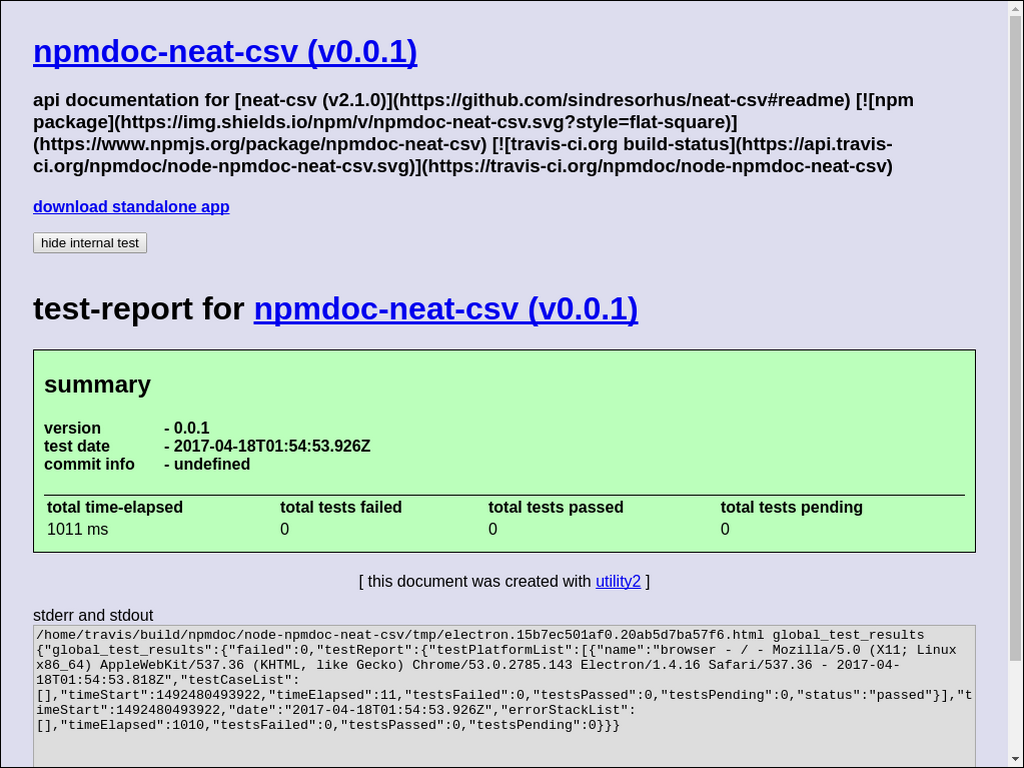 npmdoc-neat-csv (v0.0.1)
api documentation for [neat-csv (v2.1.0)](https://github.com/sindresorhus/neat-csv#readme) [![npm
package](https://img.shields.io/npm/v/npmdoc-neat-csv.svg?style=flat-square)]
(https://www.npmjs.org/package/npmdoc-neat-csv) [![travis-ci.org build-status](https://api.travis-
ci.org/npmdoc/node-npmdoc-neat-csv.svg)](https://travis-ci.org/npmdoc/node-npmdoc-neat-csv)
download standalone app
hide internal test
test-report for npmdoc-neat-csv (v0.0.1)
summary
version - 0.0.1
test date - 2017-04-18T01:54:53.926Z
commit info - undefined
total time-elapsed total tests failed total tests passed total tests pending
1011 ms 0 0 0
[ this document was created with utility2 ]
stderr and stdout
/home/travis/build/npmdoc/node-npmdoc-neat-csv/tmp/electron.15b7ec501af0.20ab5d7ba57f6.html global_test_results
{"global_test_results":{"failed":0,"testReport":{"testPlatformList":[{"name":"browser - / - Mozilla/5.0 (X11; Linux
x86_64) AppleWebKit/537.36 (KHTML, like Gecko) Chrome/53.0.2785.143 Electron/1.4.16 Safari/537.36 - 2017-04-
18T01:54:53.818Z","testCaseList":
[],"timeStart":1492480493922,"timeElapsed":11,"testsFailed":0,"testsPassed":0,"testsPending":0,"status":"passed"}],"t
imeStart":1492480493922,"date":"2017-04-18T01:54:53.926Z","errorStackList":
[],"timeElapsed":1010,"testsFailed":0,"testsPassed":0,"testsPending":0}}}